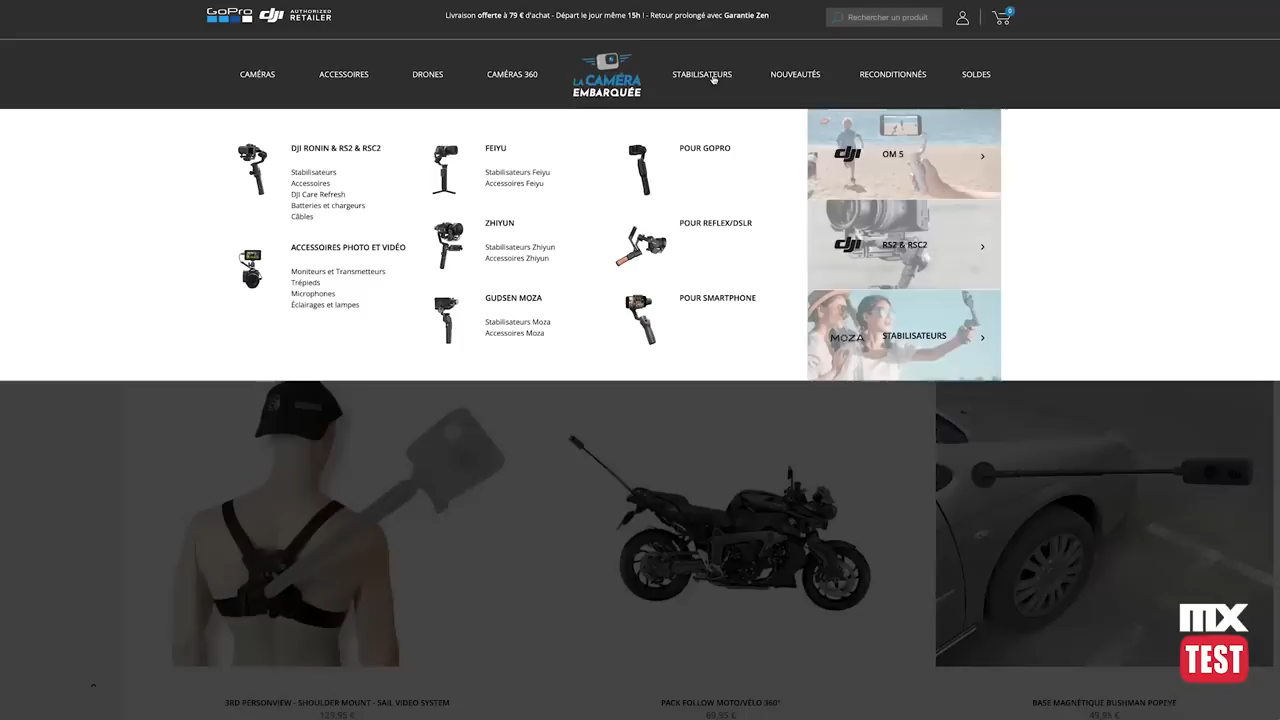 GoPro dji AUTHORIZED RETAILER
Livraison offerte à 79 € d'achat - Départ le jour même 15h ! - Retour prolongé avec Garantie Zen
Rechercher un produit
0
CAMÉRAS
ACCESSOIRES
DRONES
CAMÉRAS 360
LA CAMÉRA
EMBARQUÉE
STABILISATEURS
NOUVEAUTÉS
RECONDITIONNÉS
SOLDES
DJI RONIN & RS2 & RSC2
Stabilisateurs
Accessoires
DJI Care Refresh
Batteries et chargeurs
Câbles
ACCESSOIRES PHOTO ET VIDÉO
Moniteurs et Transmetteurs
Trépieds
Microphones
Éclairages et lampes
FEIYU
Stabilisateurs Feiyu
Accessoires Feiyu
ZHIYUN
Stabilisateurs Zhiyun
Accessoires Zhiyun
GUDSEN MOZA
Stabilisateurs Moza
Accessoires Moza
POUR GOPRO
POUR REFLEX/DSLR
POUR SMARTPHONE
dji OM 5
dji RS2 & RSC2
MOZA STABILISATEURS
3RD PERSONVIEW - SHOULDER MOUNT - SAIL VIDEO SYSTEM
129,95 €
PACK FOLLOW MOTO/VÉLO 360°
69,95 €
BASE MAGNÉTIQUE BUSHMAN POPEYE
49,95 €
MX
TEST